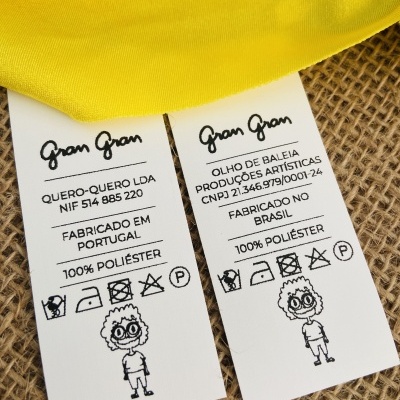 Gran Gran
QUERO-QUERO LDA
NIF 514 885 220
FABRICADO EM
PORTUGAL
100% POLIÉSTER
P
Gran Gran
OLHO DE BALEIA
PRODUÇÕES ARTÍSTICAS
CNPJ 21.346.979/0001-24
FABRICADO NO
BRASIL
100% POLIÉSTER
P